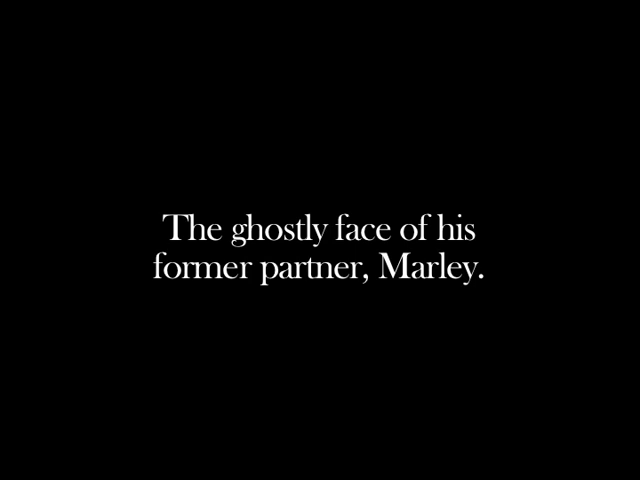 The ghostly face of his
former partner, Marley.